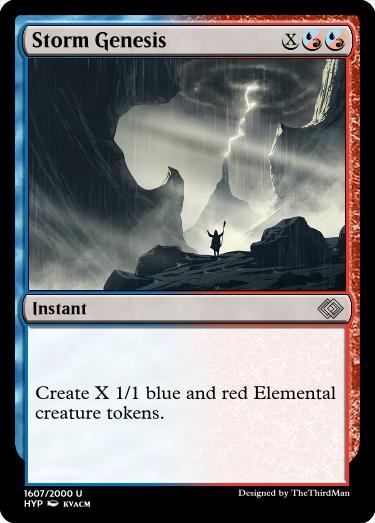 Storm Genesis X
Instant
Create X 1/1 blue and red Elemental
creature tokens.
1607/2000 U
HYP KVACM
Designed by TheThirdMan